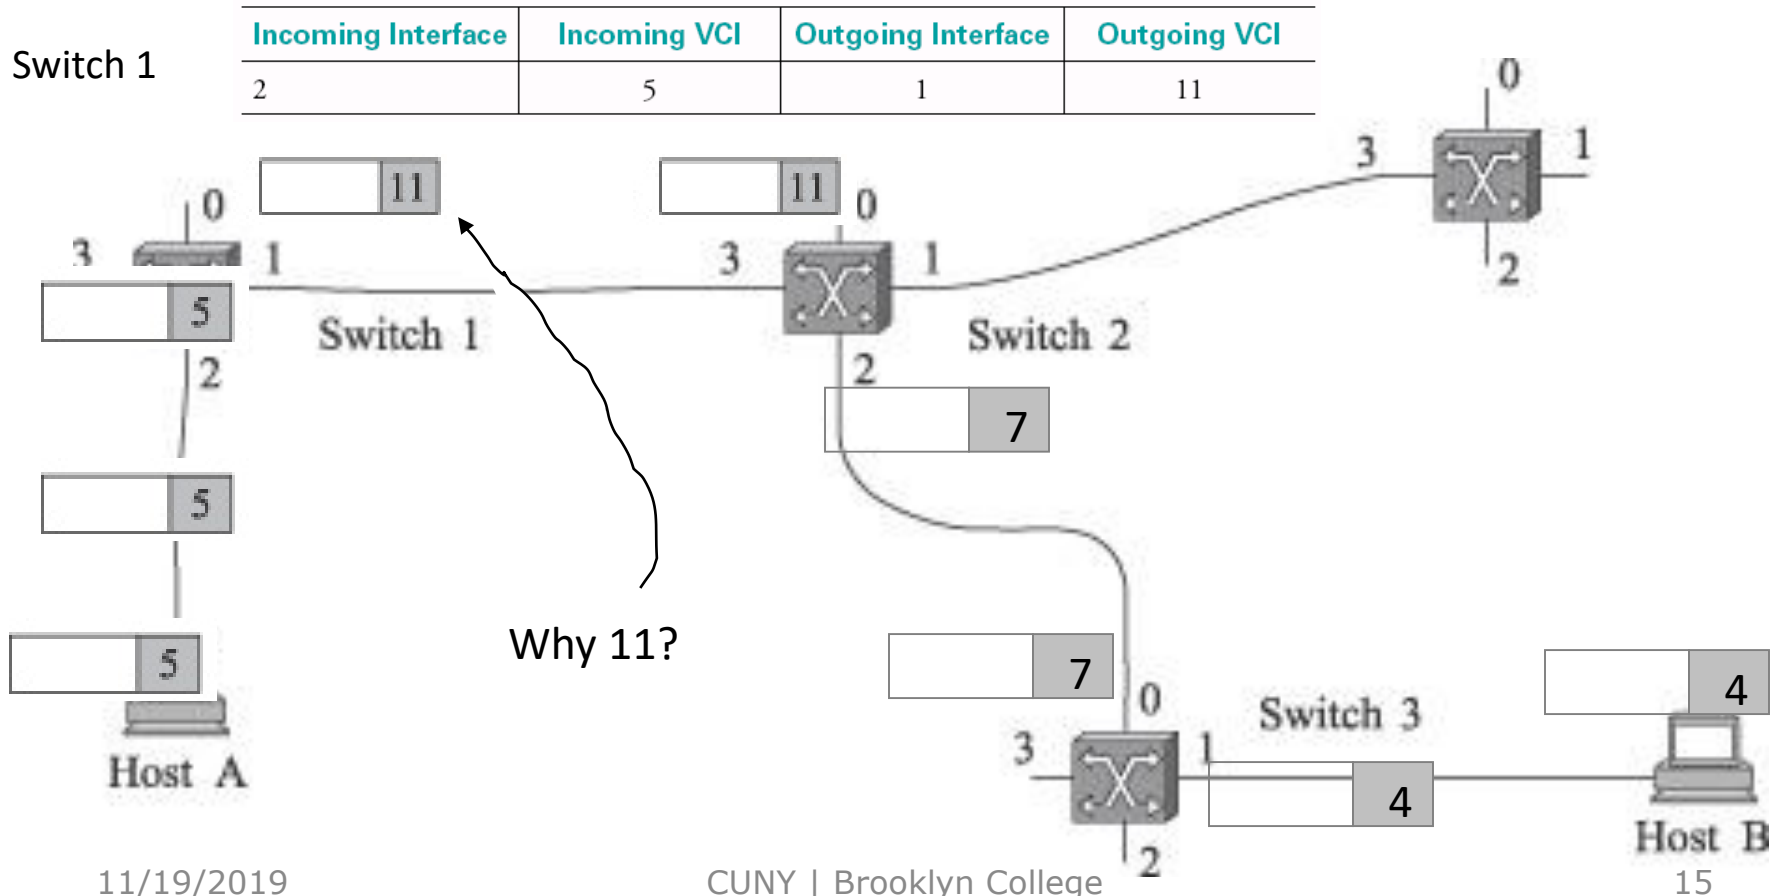 Switch 1
Incoming Interface Incoming VCI Outgoing Interface Outgoing VCI
2 5 1 11
0
3 1
11 11
0 0
3 1 3 1
2
5
Switch 1 Switch 2
2 2
7
5
Why 11?
5 7 4
0
Switch 3
3 1
Host A
4
Host B
2
11/19/2019 CUNY | Brooklyn College 15